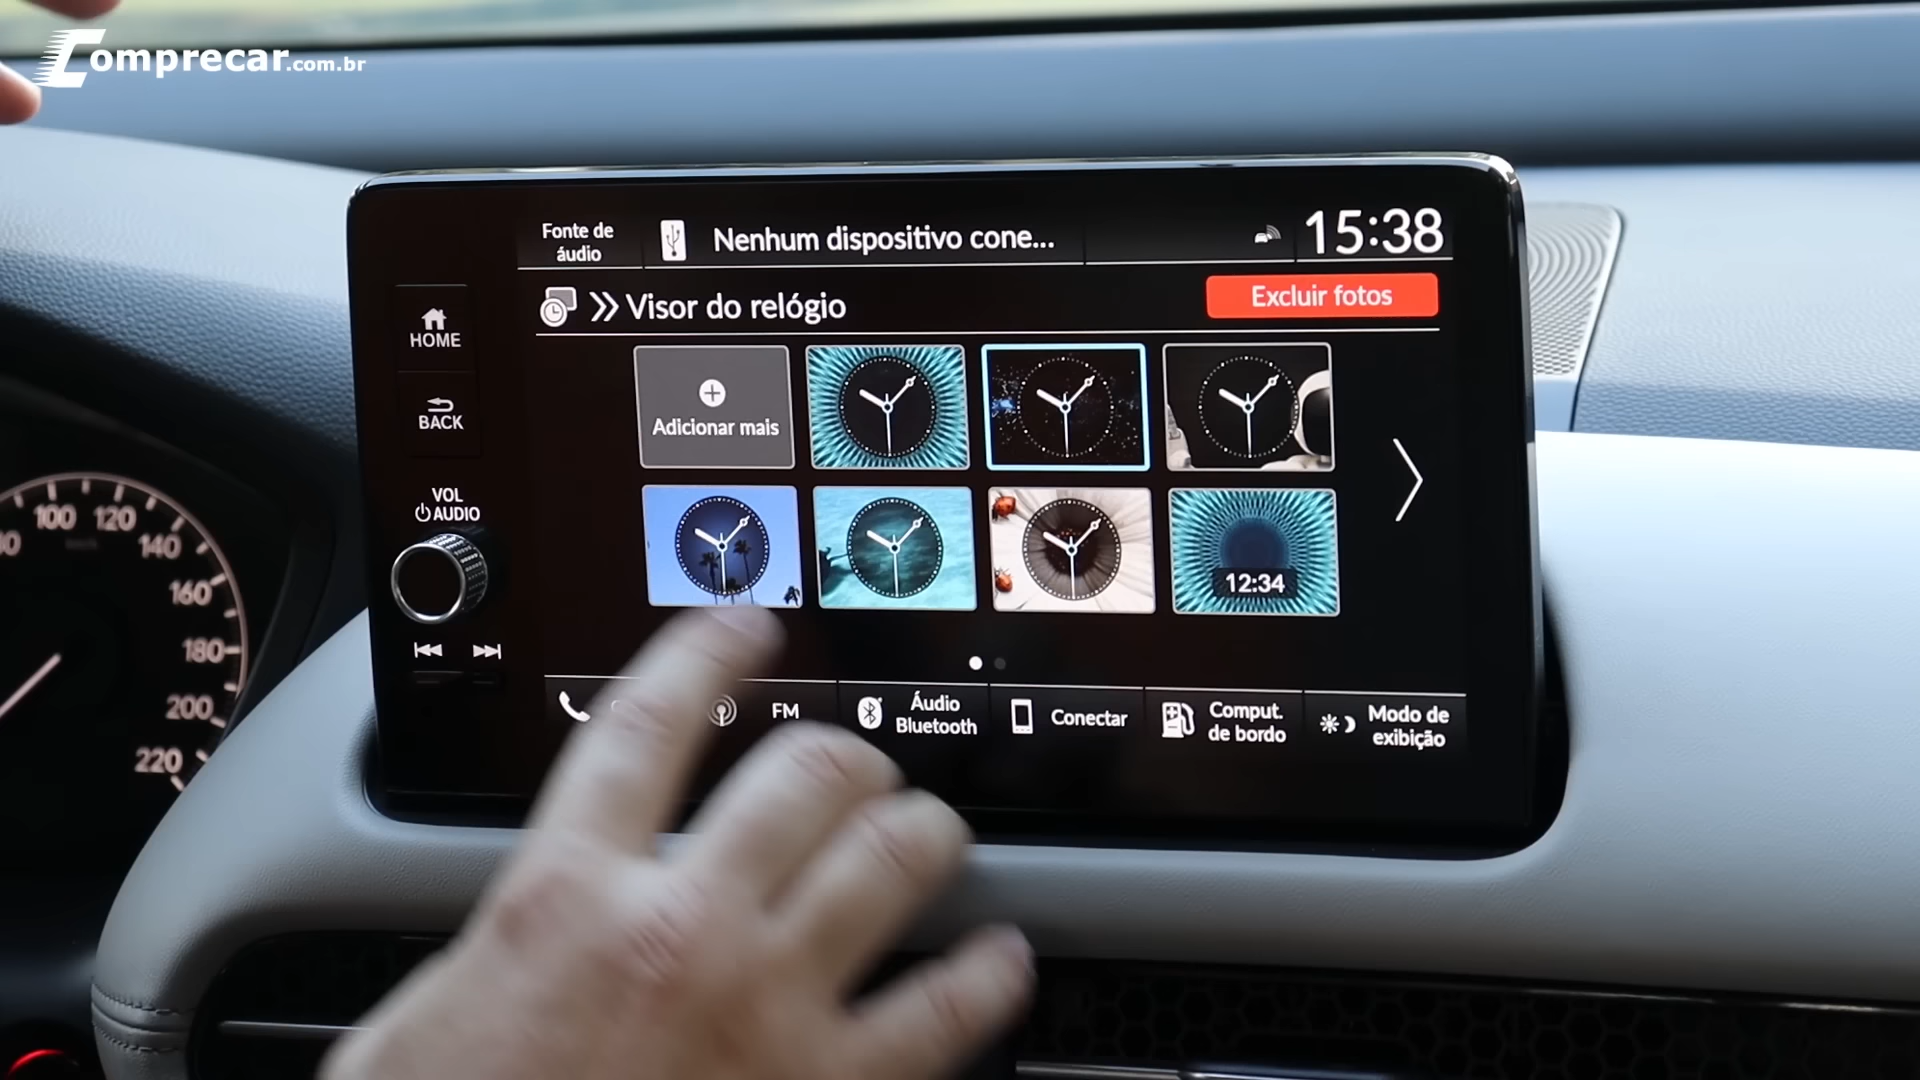 Comprecar.com.br
Fonte de
áudio
Nenhum dispositivo cone...
15:38
Visor do relógio
Excluir fotos
HOME
BACK
VOL
AUDIO
Adicionar mais
12:34
FM
Áudio
Bluetooth
Conectar
Comput.
de bordo
Modo de
exibição
100
120
140
160
180
200
220